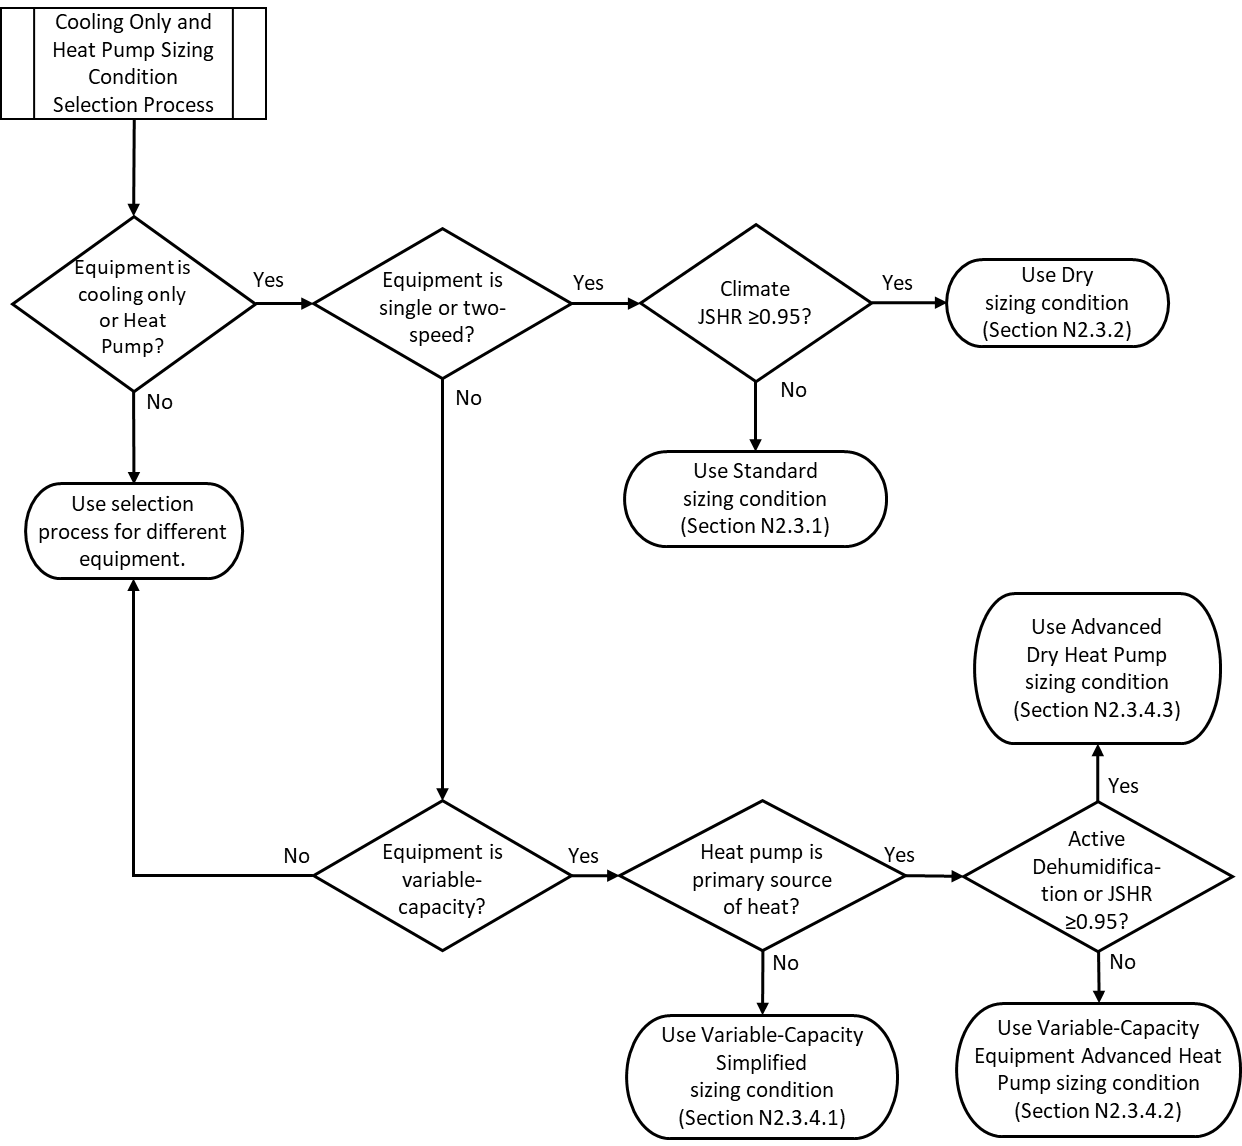 Cooling Only and
Heat Pump Sizing
Condition
Selection Process
Equipment is
cooling only
or Heat
Pump?
Yes
No
Equipment is
single or two-
speed?
Yes
No
Climate
JSHR ≥0.95?
Yes
No
Use Dry
sizing condition
(Section N2.3.2)
Use Standard
sizing condition
(Section N2.3.1)
Use selection
process for different
equipment.
Equipment is
variable-
capacity?
No
Yes
Heat pump is
primary source
of heat?
Yes
No
Active
Dehumidifica-
tion or JSHR
≥0.95?
Yes
No
Use Advanced
Dry Heat Pump
sizing condition
(Section N2.3.4.3)
Use Variable-Capacity
Simplified
sizing condition
(Section N2.3.4.1)
Use Variable-Capacity
Equipment Advanced Heat
Pump sizing condition
(Section N2.3.4.2)